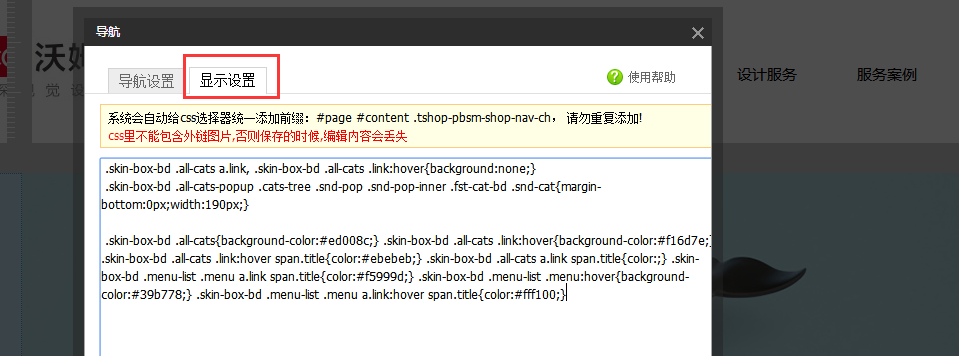 导航
沃姆
采视觉设
设计服务
服务案例
导航设置
显示设置
使用帮助
系统会自动给css选择器统一添加前缀：#page #content .tshop-pbsm-shop-nav-ch， 请勿重复添加!
css里不能包含外链图片,否则保存的时候,编辑内容会丢失
.skin-box-bd .all-cats a.link, .skin-box-bd .all-cats .link:hover{background:none;}
.skin-box-bd .all-cats-popup .cats-tree .snd-pop .snd-pop-inner .fst-cat-bd .snd-cat{margin-
bottom:0px;width:190px;}
.skin-box-bd .all-cats{background-color:#ed008c;} .skin-box-bd .all-cats .link:hover{background-color:#f16d7e;}
.skin-box-bd .all-cats .link:hover span.title{color:#ebebeb;} .skin-box-bd .all-cats a.link span.title{color:;} .skin-
box-bd .menu-list .menu a.link span.title{color:#f5999d;} .skin-box-bd .menu-list .menu:hover{background-
color:#39b778;} .skin-box-bd .menu-list .menu a.link:hover span.title{color:#fff100;}